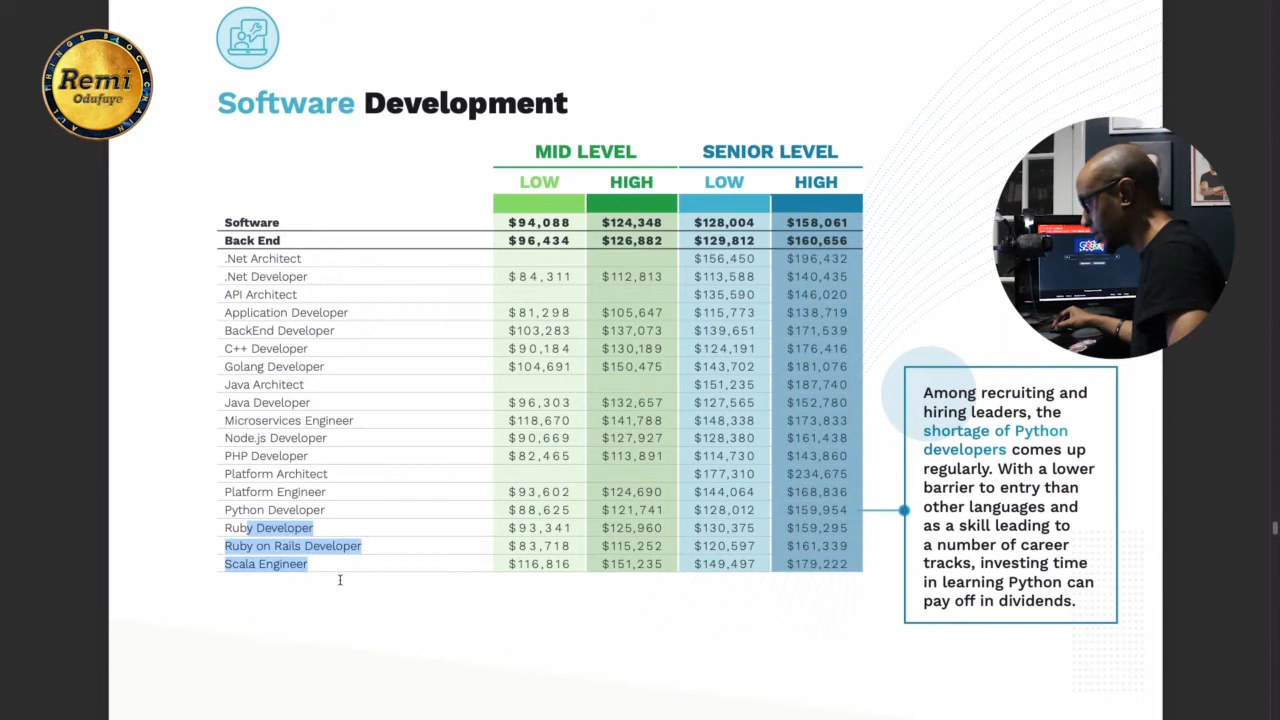 ALL THINGS BLOCKCHAIN
Remi
Odufuye
Software Development
MID LEVEL SENIOR LEVEL
LOW HIGH LOW HIGH
Software $94,088 $124,348 $128,004 $158,061
Back End $96,434 $126,882 $129,812 $160,656
.Net Architect $156,450 $196,432
.Net Developer $84,311 $112,813 $113,588 $140,435
API Architect $135,590 $146,020
Application Developer $81,298 $105,647 $115,773 $138,719
BackEnd Developer $103,283 $137,073 $139,651 $171,539
C++ Developer $90,184 $130,189 $124,191 $176,416
Golang Developer $104,691 $150,475 $143,702 $181,076
Java Architect $151,235 $187,740
Java Developer $96,303 $132,657 $127,565 $152,780
Microservices Engineer $118,670 $141,788 $148,338 $173,833
Node.js Developer $90,669 $127,927 $128,380 $161,438
PHP Developer $82,465 $113,891 $114,730 $143,860
Platform Architect $177,310 $234,675
Platform Engineer $93,602 $124,690 $144,064 $168,836
Python Developer $88,625 $121,741 $128,012 $159,954
Ruby Developer $93,341 $125,960 $130,375 $159,295
Ruby on Rails Developer $83,718 $115,252 $120,597 $161,339
Scala Engineer $116,816 $151,235 $149,497 $179,222
Among recruiting and
hiring leaders, the
shortage of Python
developers comes up
regularly. With a lower
barrier to entry than
other languages and
as a skill leading to
a number of career
tracks, investing time
in learning Python can
pay off in dividends.